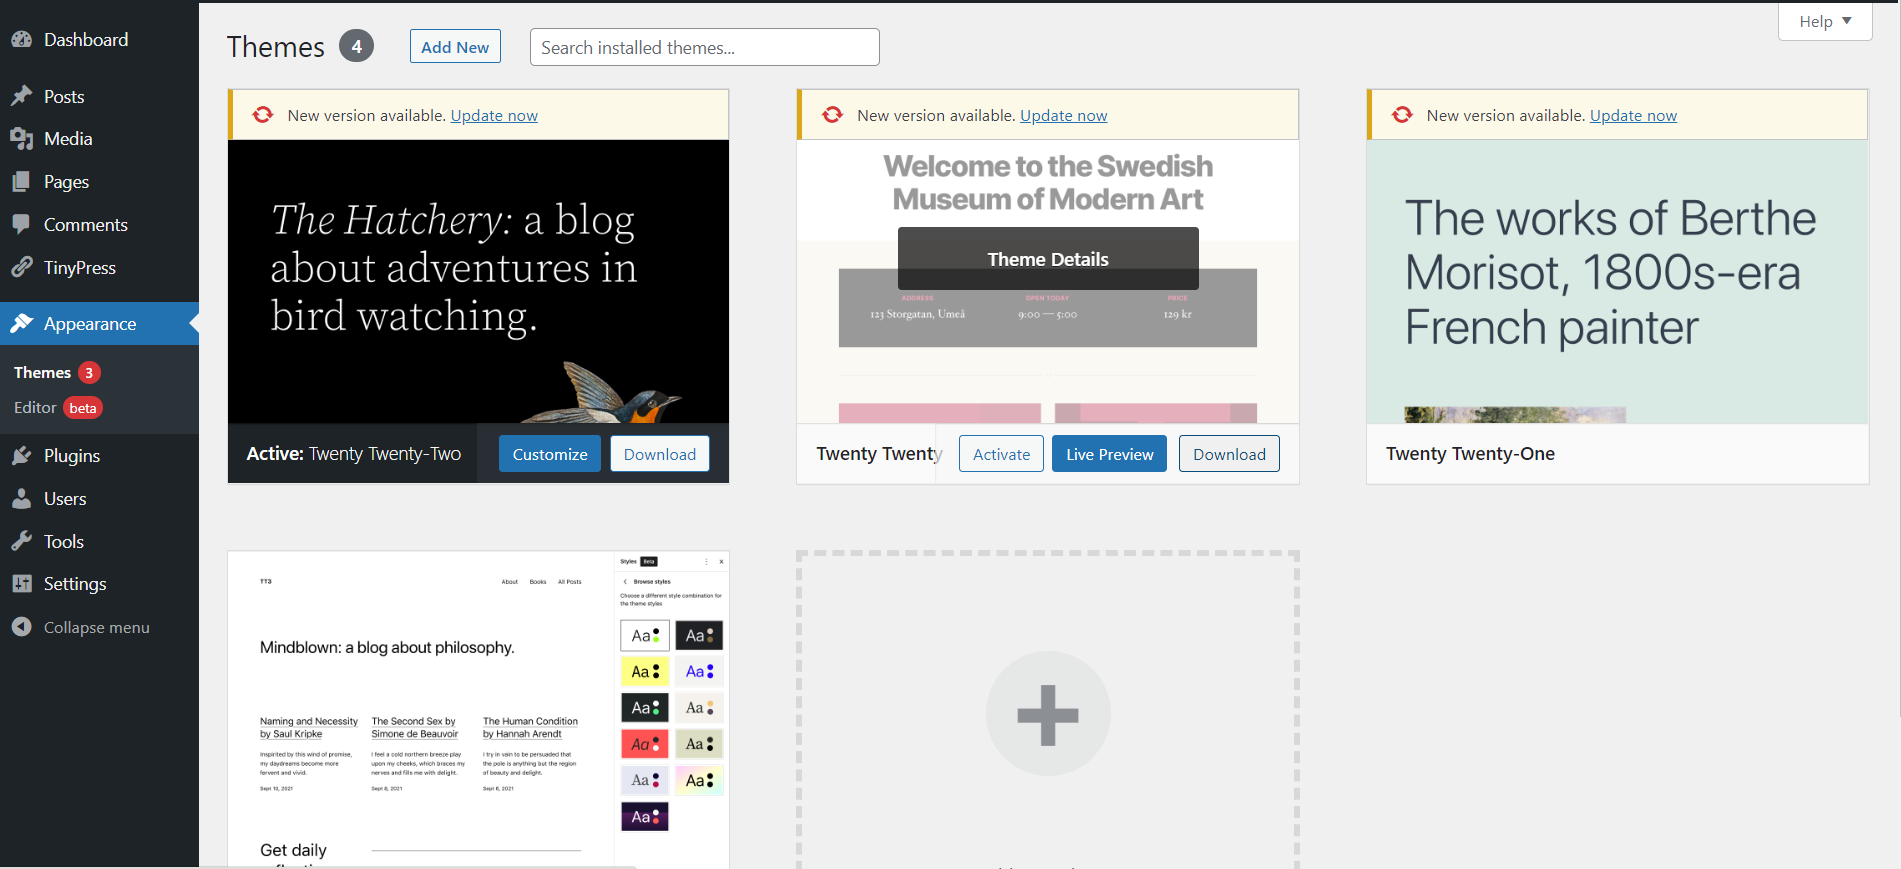 Dashboard
Posts
Media
Pages
Comments
TinyPress
Appearance
Themes 3
Editor beta
Plugins
Users
Tools
Settings
Collapse menu
Themes 4 Add New Search installed themes... Help
New version available. Update now
The Hatchery: a blog
about adventures in
bird watching.
Active: Twenty Twenty-Two Customize Download
New version available. Update now
Welcome to the Swedish
Museum of Modern Art
Theme Details
ADDRESS OPEN TODAY PRICE
123 Storgatan, Umeå 9:00 — 5:00 129 kr
Twenty Twenty Activate Live Preview Download
New version available. Update now
The works of Berthe
Morisot, 1800s-era
French painter
Twenty Twenty-One
TT3 About Books All Posts
Mindblown: a blog about philosophy.
Naming and Necessity
by Saul Kripke
Inspirited by this wind of promise,
my daydreams become more
fervent and vivid.
Sept 10, 2021
The Second Sex by
Simone de Beauvoir
I feel a cold northern breeze play
upon my cheeks, which braces my
nerves and fills me with delight.
Sept 8, 2021
The Human Condition
by Hannah Arendt
I try in vain to be persuaded that
the pole is anything but the region
of beauty and delight.
Sept 6, 2021
Get daily
Styles Beta
Browse styles
Choose a different style combination for
the theme styles
Aa Aa
Aa Aa
Aa Aa
Aa Aa
Aa Aa
Aa